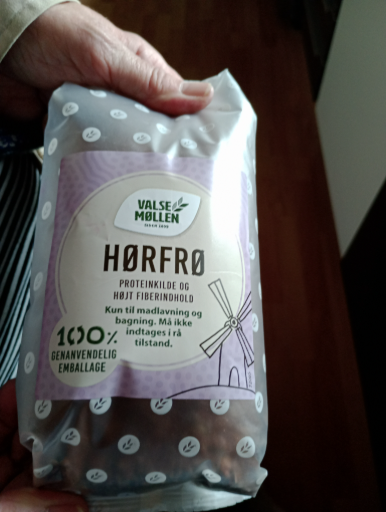 VALSE
MØLLEN
HØRFRØ
PROTEINKILDE OG
HØJT FIBERINDHOLD
Kun til madlavning og
bagning. Må ikke
indtages i rå
tilstand.
100%
GENANVENDELIG
EMBALLAGE